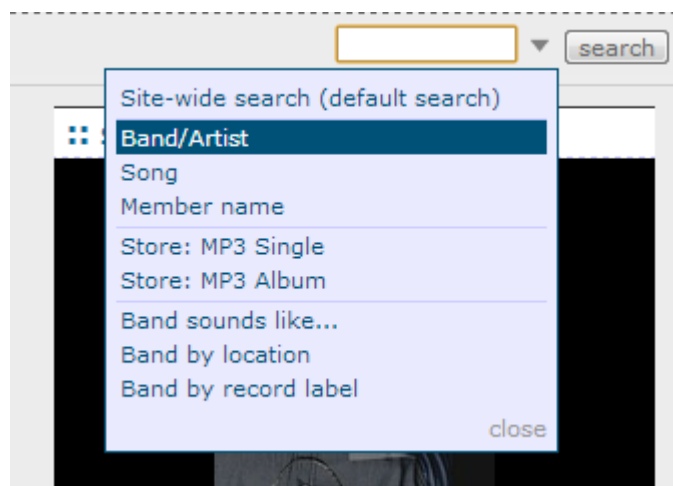 search
Site-wide search (default search)
Band/Artist
Song
Member name
Store: MP3 Single
Store: MP3 Album
Band sounds like...
Band by location
Band by record label
close